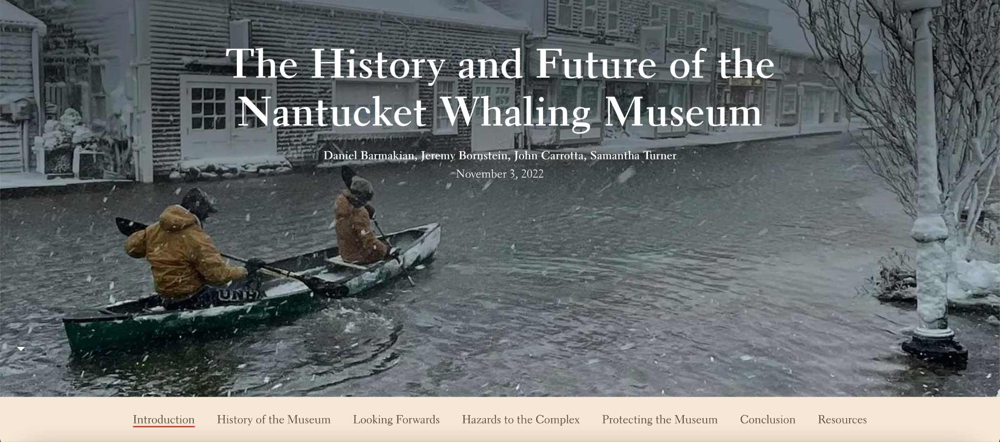 The History and Future of the
Nantucket Whaling Museum
Daniel Barmakian, Jeremy Bornstein, John Carrotta, Samantha Turner
November 3, 2022
UNH
Introduction History of the Museum Looking Forwards Hazards to the Complex Protecting the Museum Conclusion Resources